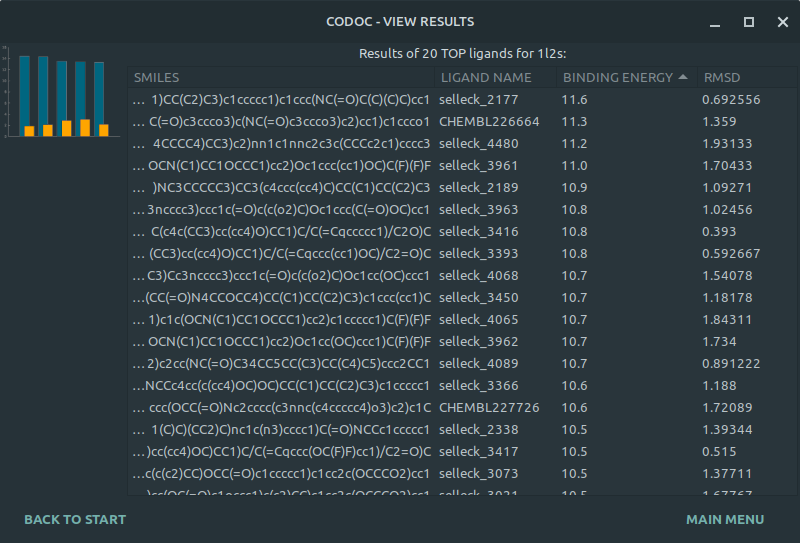 CODOC - VIEW RESULTS
Results of 20 TOP ligands for 1l2s:
SMILES LIGAND NAME BINDING ENERGY RMSD
... 1)CC(C2)C3)c1ccccc1)c1ccc(NC(=O)C(C)(C)C)cc1 selleck_2177 11.6 0.692556
... C(=O)c3ccco3)c(NC(=O)c3ccco3)c2)cc1)c1ccco1 CHEMBL226664 11.3 1.359
... 4CCCC4)CC3)c2)nn1c1nnc2c3c(CCCc2c1)cccc3 selleck_4480 11.2 1.93133
... OCN(C1)CC1OCCC1)cc2)Oc1ccc(cc1)OC)C(F)(F)F selleck_3961 11.0 1.70433
... )NC3CCCCC3)CC3(c4ccc(cc4)C)CC(C1)CC(C2)C3 selleck_2189 10.9 1.09271
... 3ncccc3)ccc1c(=O)c(c(o2)C)Oc1ccc(C(=O)OC)cc1 selleck_3963 10.8 1.02456
... C(c4c(CC3)cc(cc4)O)CC1)C/C(=Cqccccc1)/C2O)C selleck_3416 10.8 0.393
... (CC3)cc(cc4)O)CC1)C/C(=Cqccc(cc1)OC)/C2=O)C selleck_3393 10.8 0.592667
... C3)Cc3ncccc3)ccc1c(=O)c(c(o2)C)Oc1cc(OC)ccc1 selleck_4068 10.7 1.54078
... (CC(=O)N4CCOCC4)CC(C1)CC(C2)C3)c1ccc(cc1)C selleck_3450 10.7 1.18178
... 1)c1c(OCN(C1)CC1OCCC1)cc2)c1ccccc1)C(F)(F)F selleck_4065 10.7 1.84311
... OCN(C1)CC1OCCC1)cc2)Oc1cc(OC)ccc1)C(F)(F)F selleck_3962 10.7 1.734
... 2)c2cc(NC(=O)C34CC5CC(C3)CC(C4)C5)ccc2CC1 selleck_4089 10.7 0.891222
... NCCc4cc(c(cc4)OC)OC)CC(C1)CC(C2)C3)c1ccccc1 selleck_3366 10.6 1.188
... ccc(OCC(=O)Nc2cccc(c3nnc(c4ccccc4)o3)c2)c1C CHEMBL227726 10.6 1.72089
... 1(C)(C)(CC2)C)nc1c(n3)cccc1)C(=O)NCCc1ccccc1 selleck_2338 10.5 1.39344
... )cc(cc4)OC)CC1)C/C(=Cqccc(OC(F)F)cc1)/C2=O)C selleck_3417 10.5 0.515
... c(c(c2)CC)OCC(=O)c1ccccc1)c1cc2c(OCCCO2)cc1 selleck_3073 10.5 1.37711
... )cc(OC(=O)c1occc1)c(c2)CC)c1cc2c(OCCCO2)cc1 selleck_3021 10.5 1.67767
BACK TO START MAIN MENU